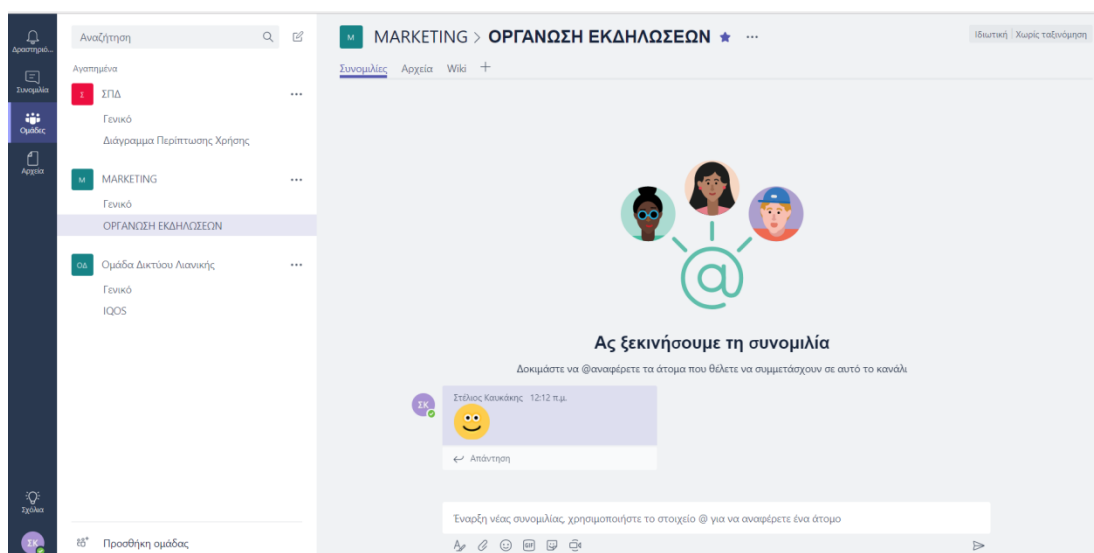 Δραστηριό...
Συνομιλία
Ομάδες
Αρχεία
Σχόλια
ΣΚ
Αναζήτηση
Αγαπημένα
Σ ΣΠΔ
Γενικό
Διάγραμμα Περίπτωσης Χρήσης
M MARKETING
Γενικό
ΟΡΓΑΝΩΣΗ ΕΚΔΗΛΩΣΕΩΝ
ΟΔ Ομάδα Δικτύου Λιανικής
Γενικό
IQOS
Προσθήκη ομάδας
M MARKETING > ΟΡΓΑΝΩΣΗ ΕΚΔΗΛΩΣΕΩΝ
Ιδιωτική Χωρίς ταξινόμηση
Συνομιλίες Αρχεία Wiki
@
Ας ξεκινήσουμε τη συνομιλία
Δοκιμάστε να @αναφέρετε τα άτομα που θέλετε να συμμετάσχουν σε αυτό το κανάλι
ΣΚ Στέλιος Καυκάκης 12:12 π.μ.
Απάντηση
Έναρξη νέας συνομιλίας, χρησιμοποιήστε το στοιχείο @ για να αναφέρετε ένα άτομο
GIF